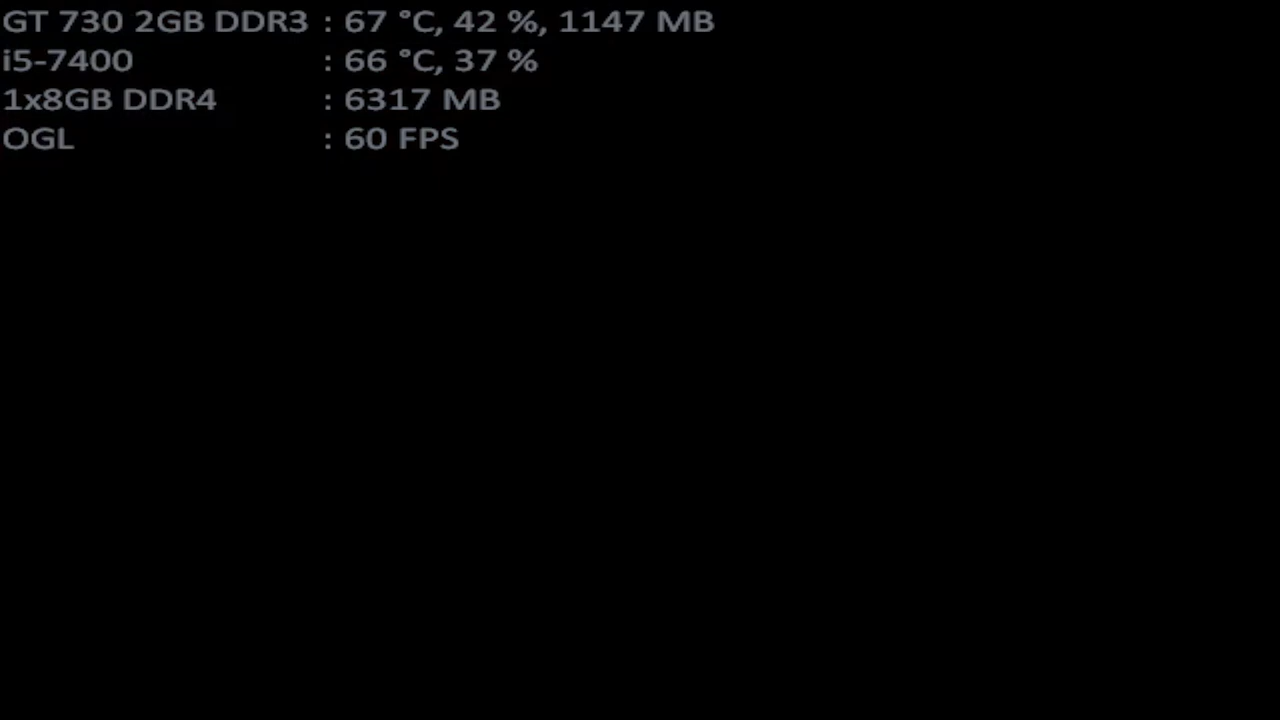 GT 730 2GB DDR3 : 67 °C, 42 %, 1147 MB
i5-7400 : 66 °C, 37 %
1x8GB DDR4 : 6317 MB
OGL : 60 FPS